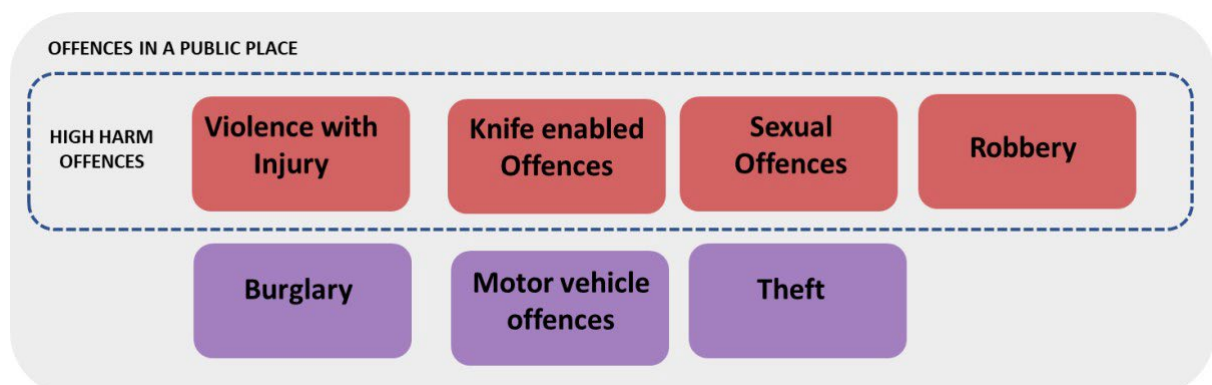 OFFENCES IN A PUBLIC PLACE
HIGH HARM
OFFENCES
Violence with
Injury
Knife enabled
Offences
Sexual
Offences
Robbery
Burglary
Motor vehicle
offences
Theft